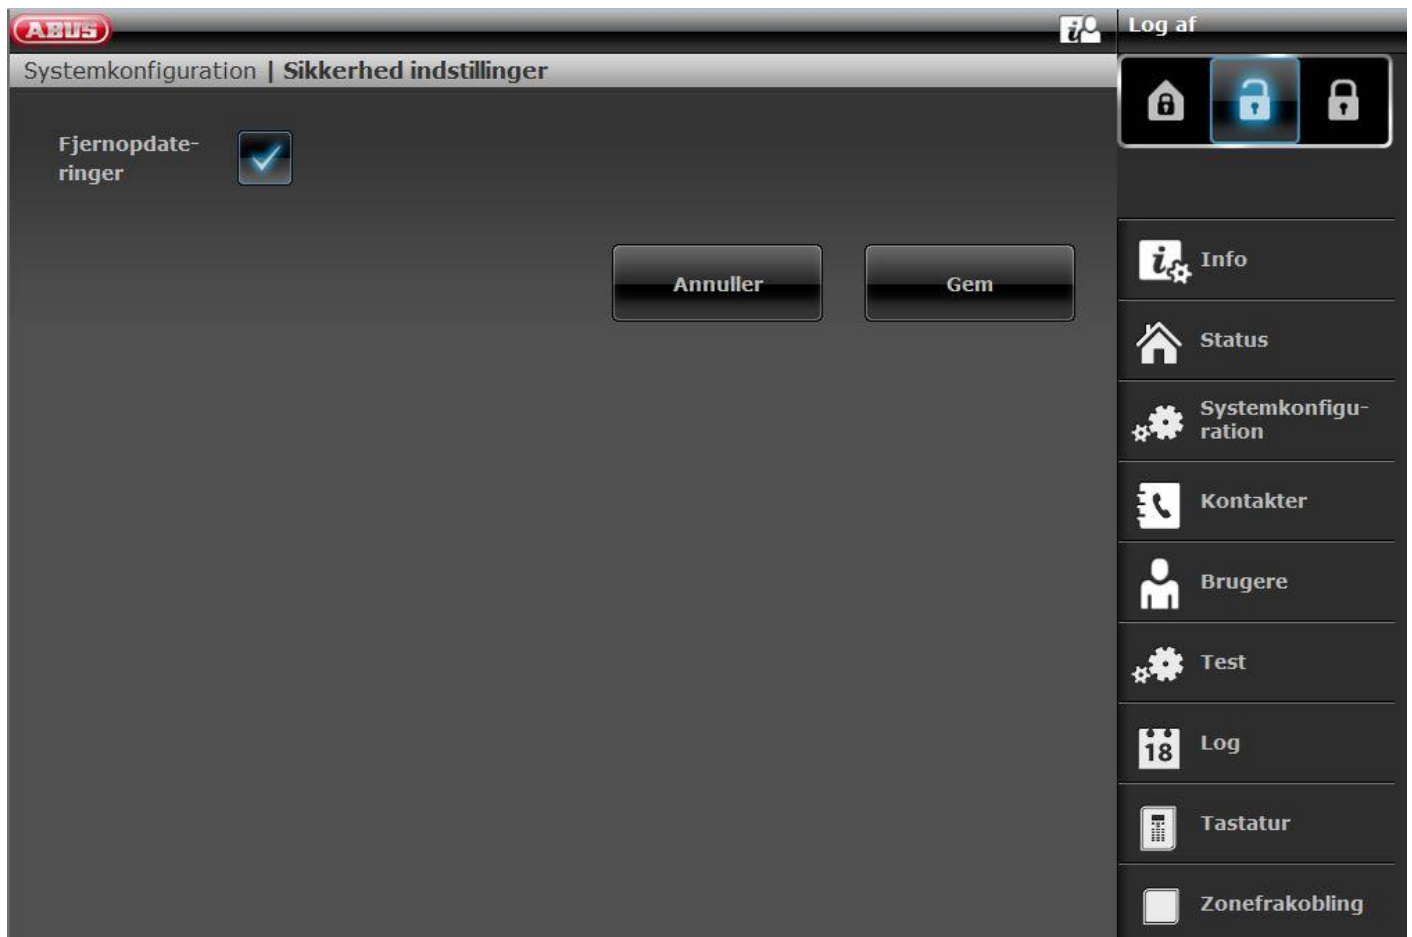 ABUS
Log af
Systemkonfiguration | Sikkerhed indstillinger
Fjernopdate-
ringer
Annuller
Gem
Info
Status
Systemkonfigu-
ration
Kontakter
Brugere
Test
18
Log
Tastatur
Zonefrakobling